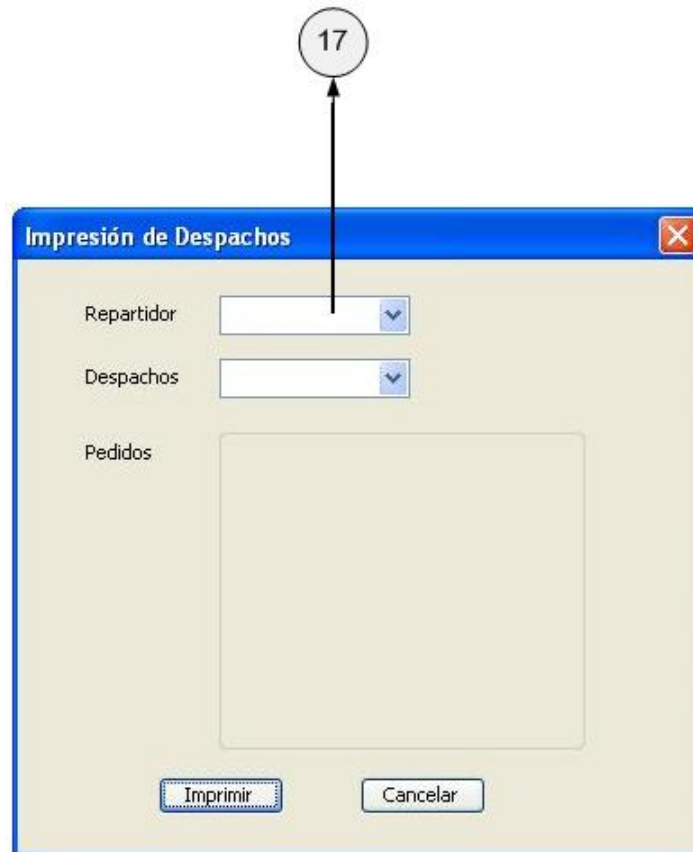 17
Impresión de Despachos
Repartidor
Despachos
Pedidos
Imprimir Cancelar